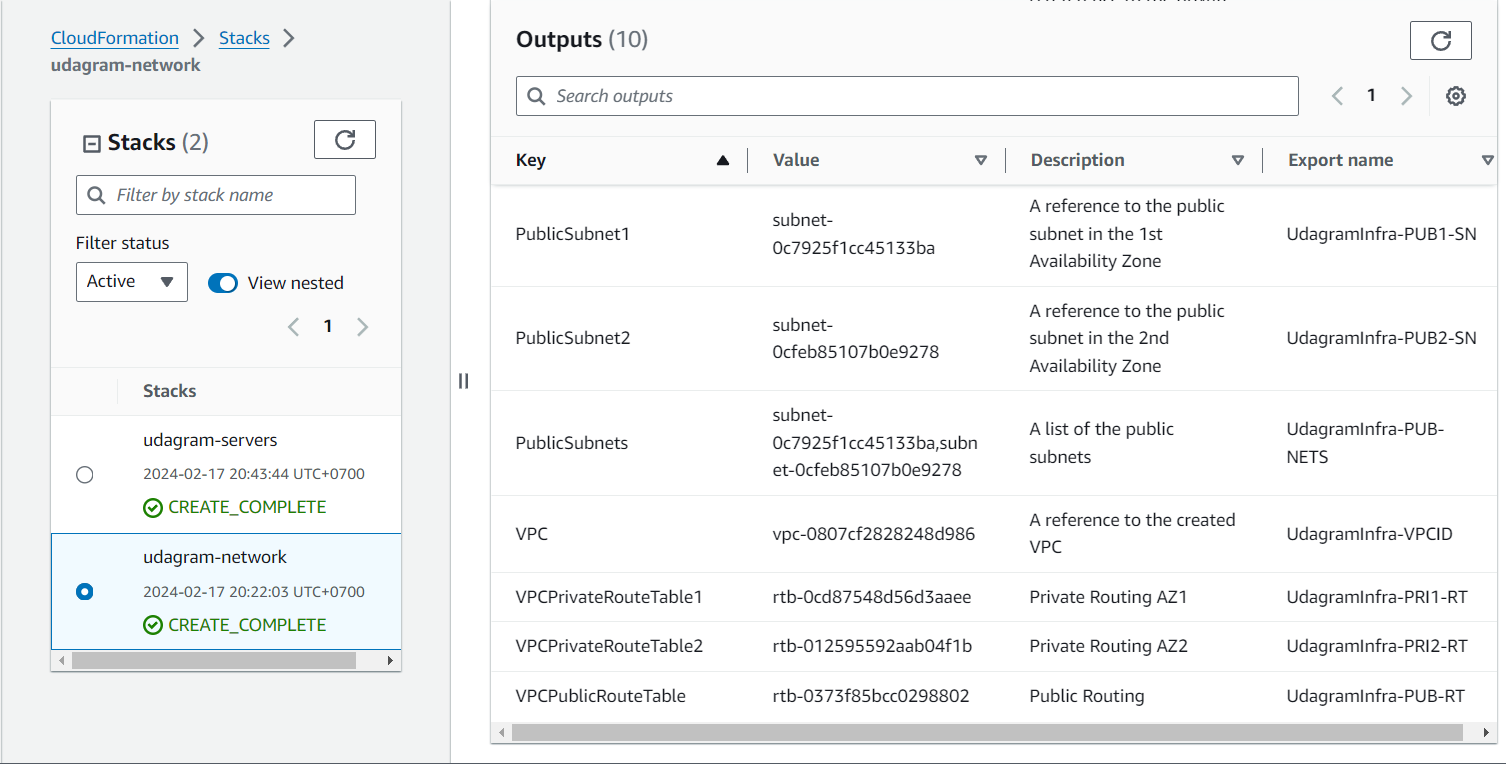 CloudFormation > Stacks >
udagram-network
Stacks (2)
Filter by stack name
Filter status
Active
View nested
1
Stacks
udagram-servers
2024-02-17 20:43:44 UTC+0700
CREATE_COMPLETE
udagram-network
2024-02-17 20:22:03 UTC+0700
CREATE_COMPLETE
Outputs (10)
Search outputs
1
Key Value Description Export name
PublicSubnet1
subnet-
0c7925f1cc45133ba
A reference to the public
subnet in the 1st
Availability Zone
UdagramInfra-PUB1-SN
PublicSubnet2
subnet-
0cfeb85107b0e9278
A reference to the public
subnet in the 2nd
Availability Zone
UdagramInfra-PUB2-SN
PublicSubnets
subnet-
0c7925f1cc45133ba,subn
et-0cfeb85107b0e9278
A list of the public
subnets
UdagramInfra-PUB-
NETS
VPC
vpc-0807cf2828248d986
A reference to the created
VPC
UdagramInfra-VPCID
VPCPrivateRouteTable1 rtb-0cd87548d56d3aaee Private Routing AZ1 UdagramInfra-PRI1-RT
VPCPrivateRouteTable2 rtb-012595592aab04f1b Private Routing AZ2 UdagramInfra-PRI2-RT
VPCPublicRouteTable rtb-0373f85bcc0298802 Public Routing UdagramInfra-PUB-RT